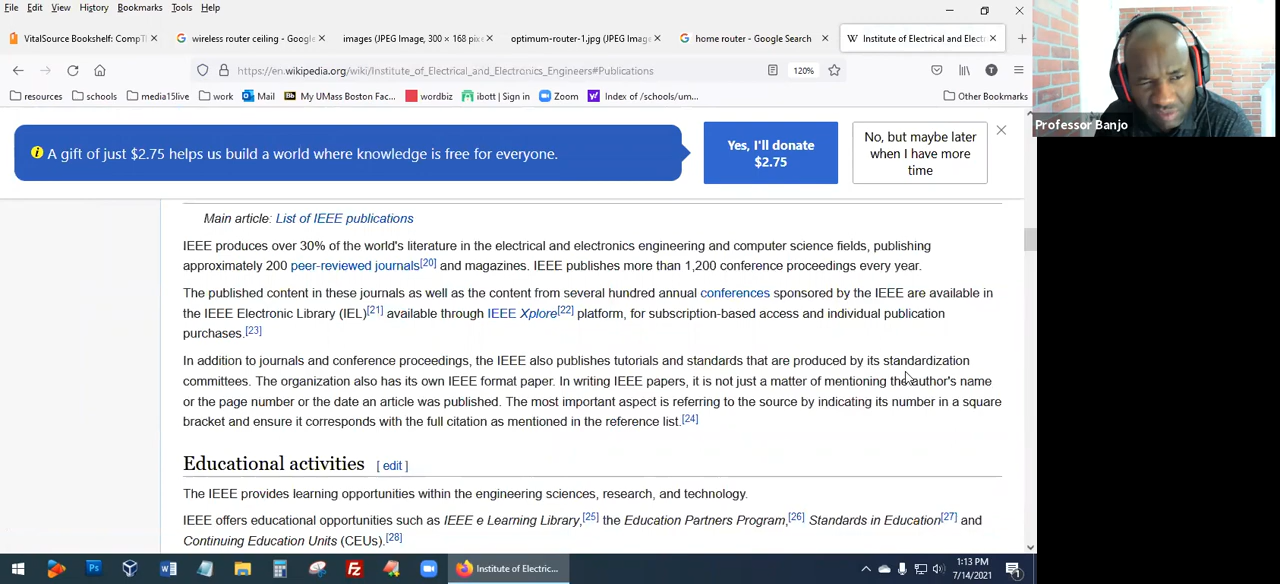 File Edit View History Bookmarks Tools Help
VitalSource Bookshelf: CompTI
wireless router ceiling - Google
images (JPEG Image, 300 × 168 pixe
optimum-router-1.jpg (JPEG Imag
home router - Google Search
Institute of Electrical and Elect
https://en.wikipedia.org/wiki/Institute_of_Electrical_and_Electronics_Engineers#Publications
120%
resources schools media15live work Mail My UMass Boston Fac... wordbiz ibott | Sign in Zoom Index of /schools/um... Other Bookmarks
A gift of just $2.75 helps us build a world where knowledge is free for everyone.
Yes, I'll donate
$2.75
No, but maybe later
when I have more
time
Professor Banjo
Main article: List of IEEE publications
IEEE produces over 30% of the world's literature in the electrical and electronics engineering and computer science fields, publishing
approximately 200 peer-reviewed journals[20] and magazines. IEEE publishes more than 1,200 conference proceedings every year.
The published content in these journals as well as the content from several hundred annual conferences sponsored by the IEEE are available in
the IEEE Electronic Library (IEL)[21] available through IEEE Xplore[22] platform, for subscription-based access and individual publication
purchases.[23]
In addition to journals and conference proceedings, the IEEE also publishes tutorials and standards that are produced by its standardization
committees. The organization also has its own IEEE format paper. In writing IEEE papers, it is not just a matter of mentioning the author's name
or the page number or the date an article was published. The most important aspect is referring to the source by indicating its number in a square
bracket and ensure it corresponds with the full citation as mentioned in the reference list.[24]
Educational activities [ edit ]
The IEEE provides learning opportunities within the engineering sciences, research, and technology.
IEEE offers educational opportunities such as IEEE e Learning Library,[25] the Education Partners Program,[26] Standards in Education[27] and
Continuing Education Units (CEUs).[28]
Institute of Electric...
1:13 PM
7/14/2021